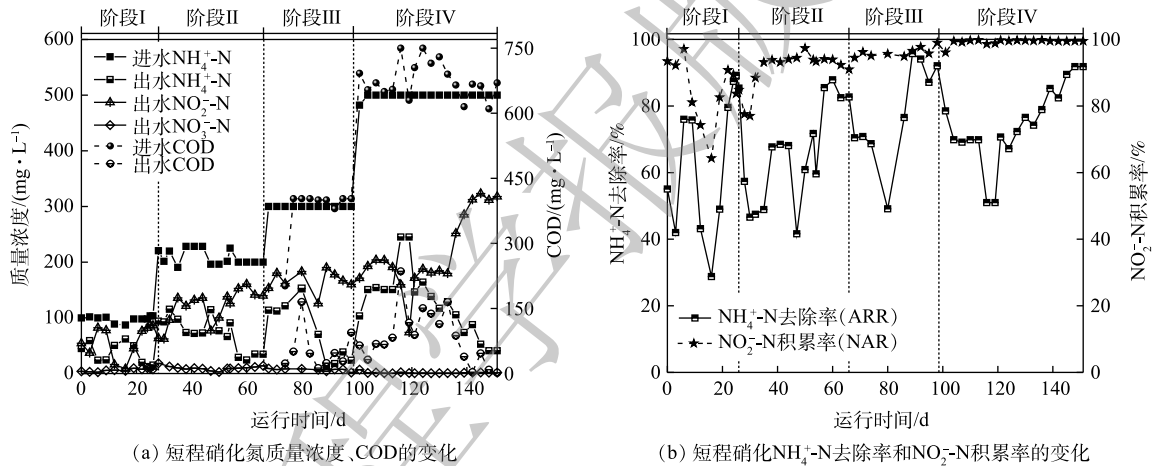 阶段I 阶段II 阶段III 阶段IV
600
500
400
300
200
100
0
质量浓度/(mg·L⁻¹)
进水NH₄⁺-N
出水NH₄⁺-N
出水NO₂⁻-N
出水NO₃⁻-N
进水COD
出水COD
750
600
450
300
150
0
COD/(mg·L⁻¹)
0 20 40 60 80 100 120 140
运行时间/d
(a) 短程硝化氮质量浓度、COD的变化
阶段I 阶段II 阶段III 阶段IV
100
80
60
40
20
0
NH₄⁺-N去除率/%
NH₄⁺-N去除率(ARR)
NO₂⁻-N积累率(NAR)
100
80
60
40
20
0
NO₂⁻-N积累率/%
0 20 40 60 80 100 120 140
运行时间/d
(b) 短程硝化NH₄⁺-N去除率和NO₂⁻-N积累率的变化